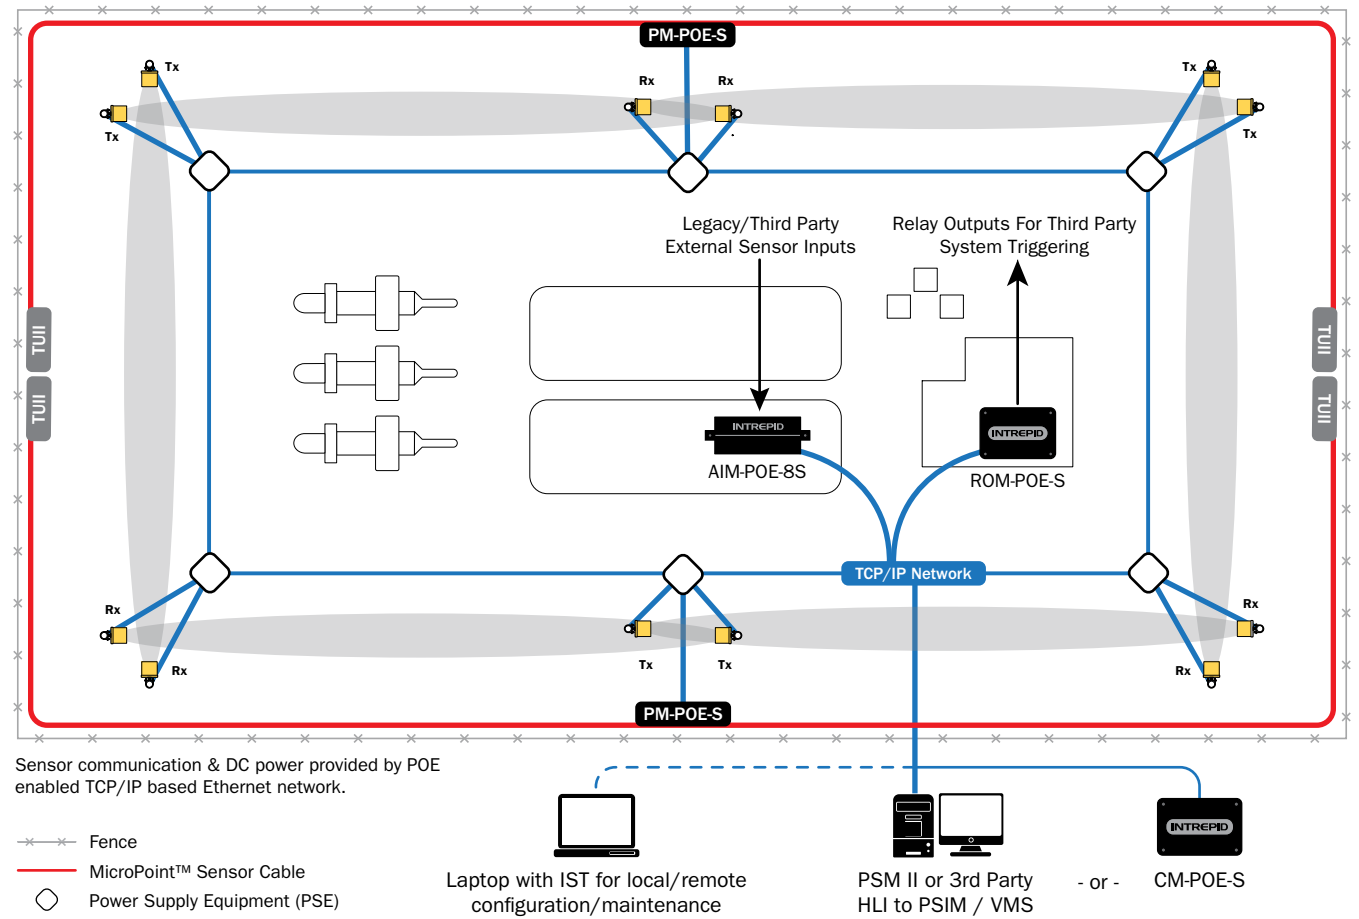 PM-POE-S
Tx
Rx
Rx
Tx
Tx
Tx
Legacy/Third Party
External Sensor Inputs
Relay Outputs For Third Party
System Triggering
TUII
TUII
TUII
TUII
INTREPID
INTREPID
AIM-POE-8S
ROM-POE-S
TCP/IP Network
Rx
Rx
Tx
Tx
Rx
Rx
PM-POE-S
Sensor communication & DC power provided by POE
enabled TCP/IP based Ethernet network.
Fence
MicroPoint™ Sensor Cable
Power Supply Equipment (PSE)
Laptop with IST for local/remote
configuration/maintenance
PSM II or 3rd Party
HLI to PSIM / VMS
- or -
INTREPID
CM-POE-S